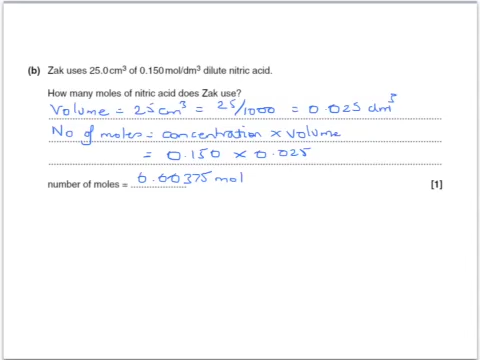 (b) Zak uses 25.0 cm³ of 0.150 mol/dm³ dilute nitric acid.
How many moles of nitric acid does Zak use?
Volume = 25 cm³ = 25/1000 = 0.025 dm³
No of moles = concentration × volume
= 0.150 × 0.025
number of moles = 0.00375 mol [1]